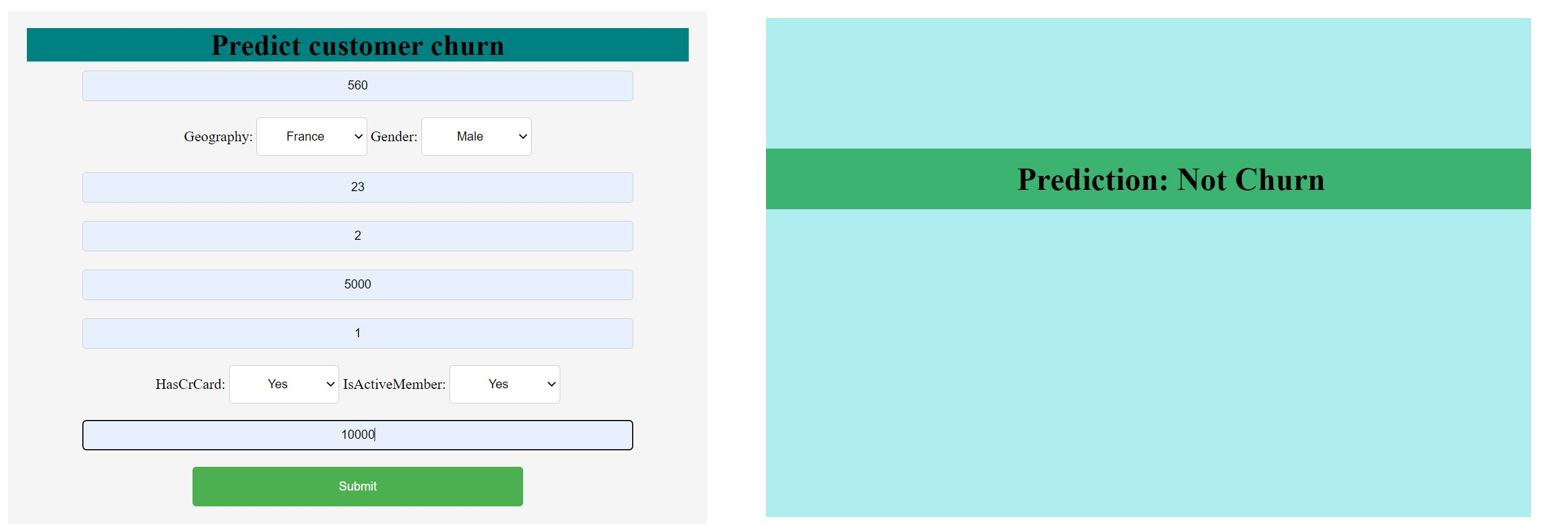 Predict customer churn
560
Geography: France Gender: Male
23
2
5000
1
HasCrCard: Yes IsActiveMember: Yes
10000
Submit
Prediction: Not Churn